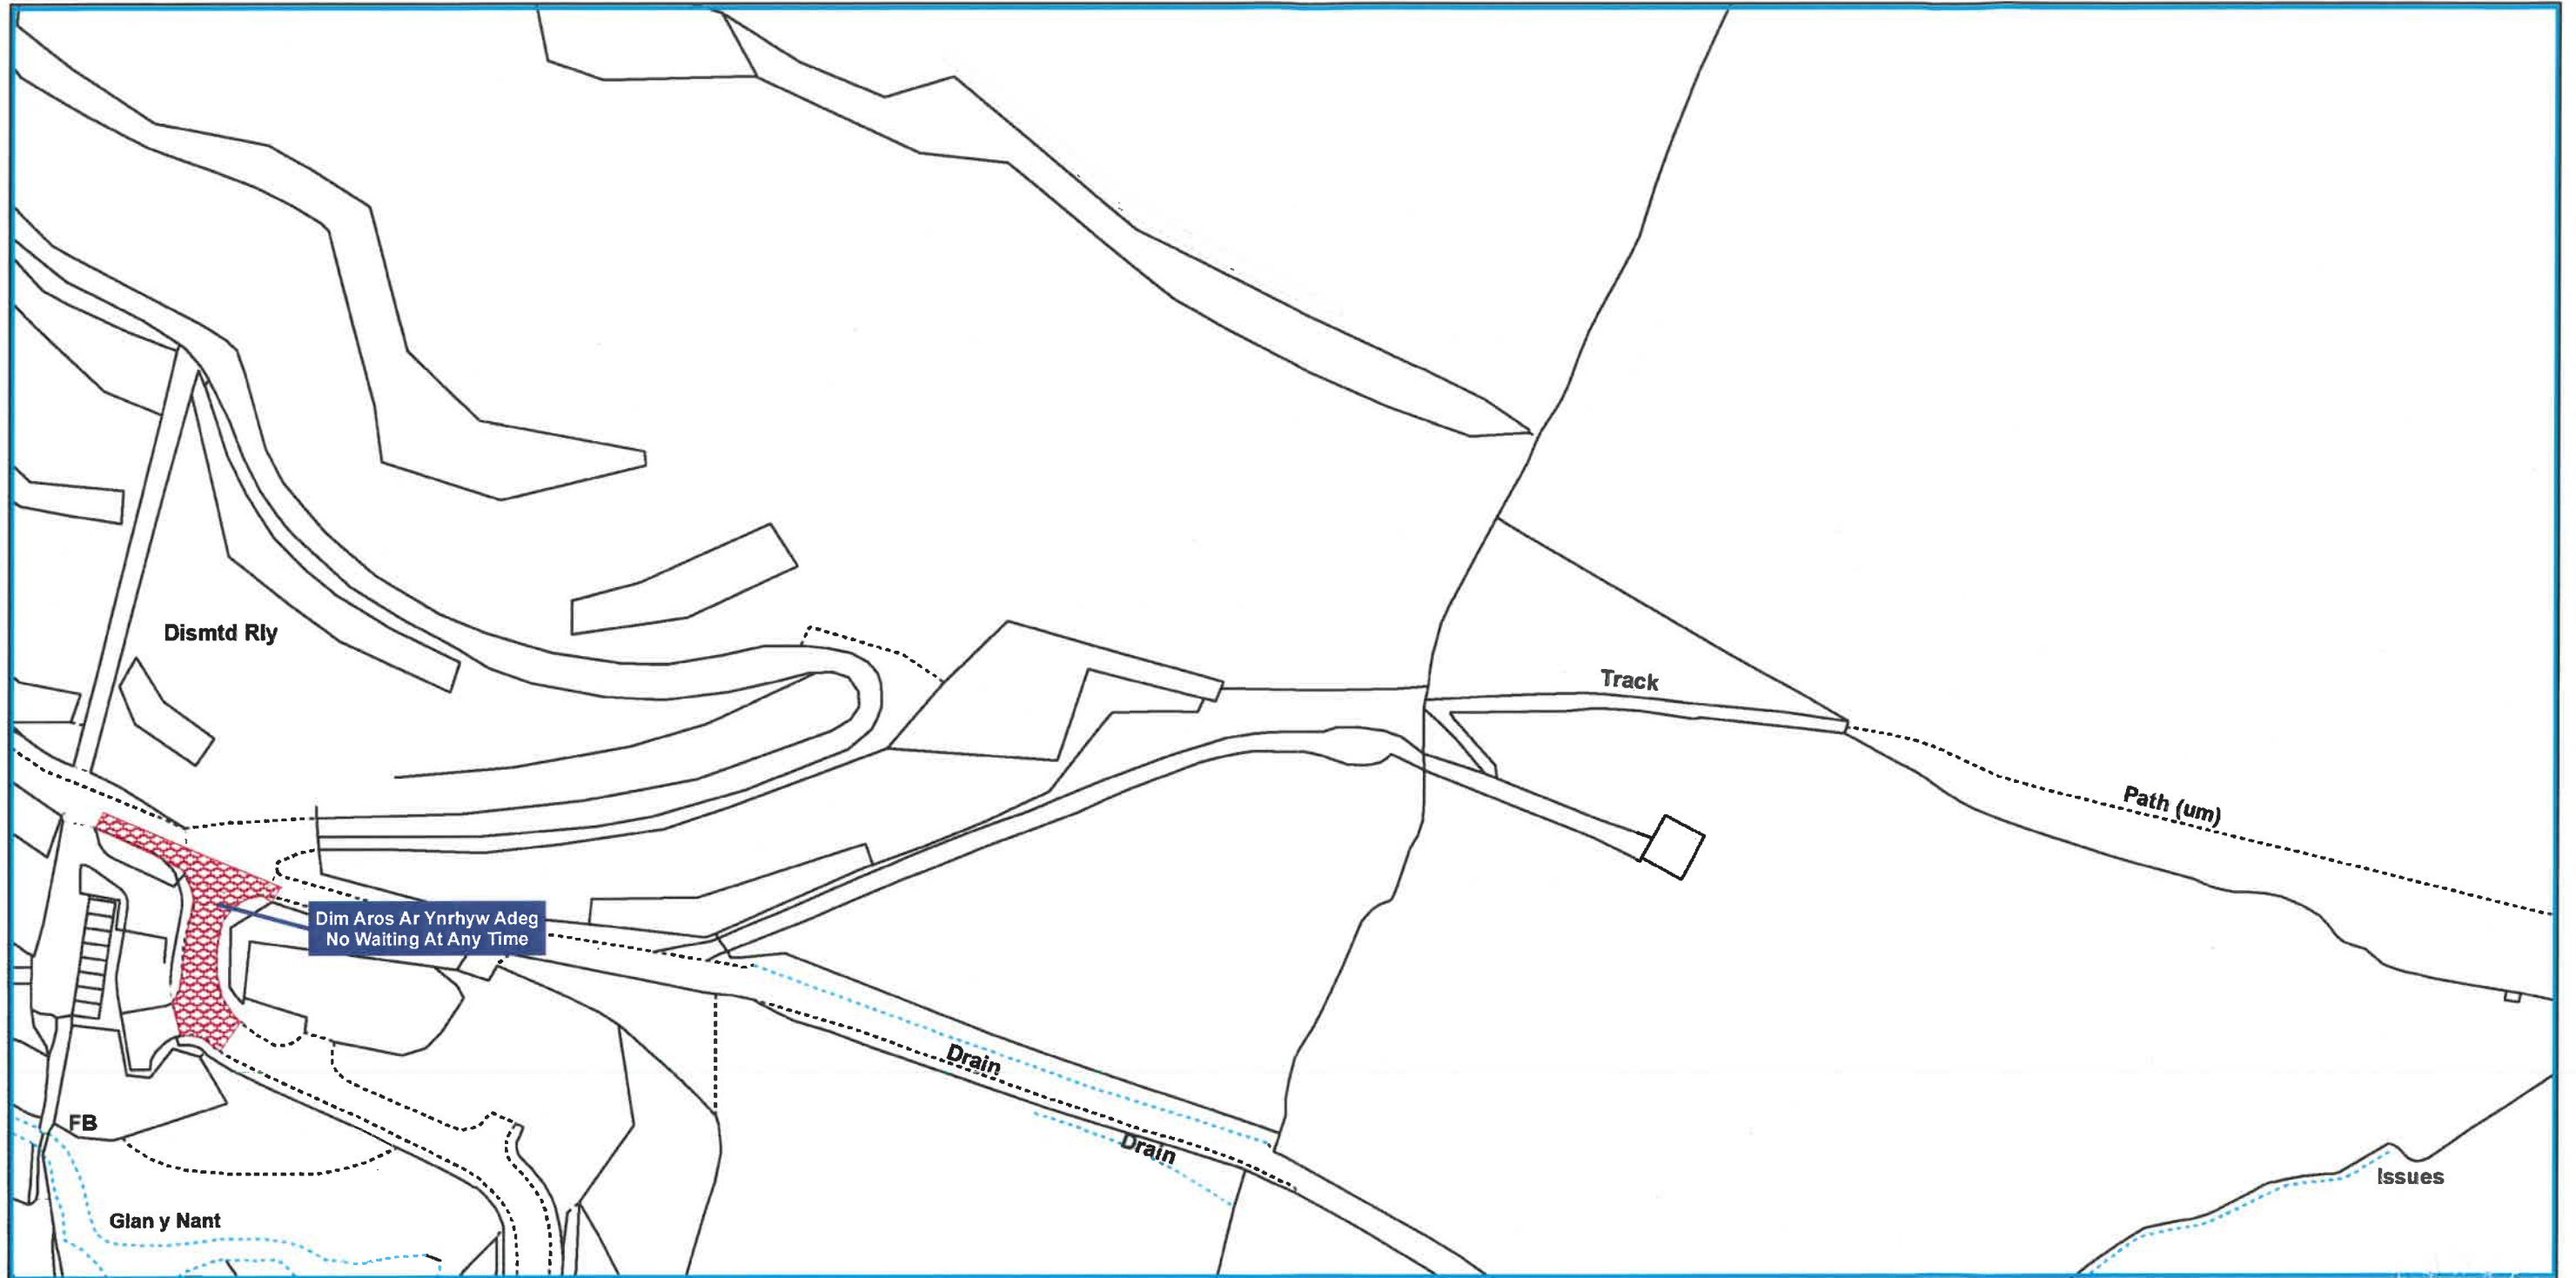 Dismtd Rly
Track
Path (um)
Dim Aros Ar Ynrhyw Adeg
No Waiting At Any Time
Drain
Drain
FB
Issues
Glan y Nant